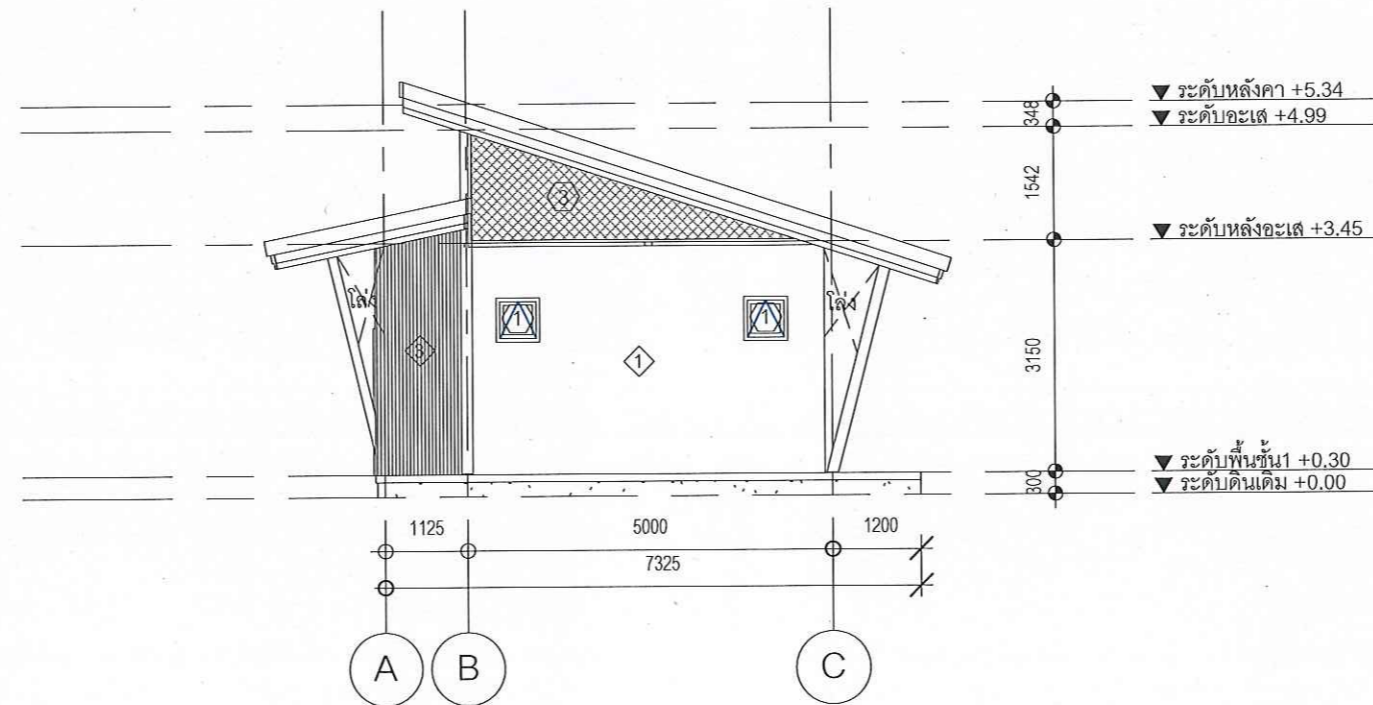 ▼ ระดับหลังคา +5.34
348
▼ ระดับอะเส +4.99
1542
3
▼ ระดับหลังอะเส +3.45
โล่ง
1
1
โล่ง
3
1
3150
▼ ระดับพื้นชั้น1 +0.30
300
▼ ระดับดินเดิม +0.00
1125 5000 1200
7325
A B C